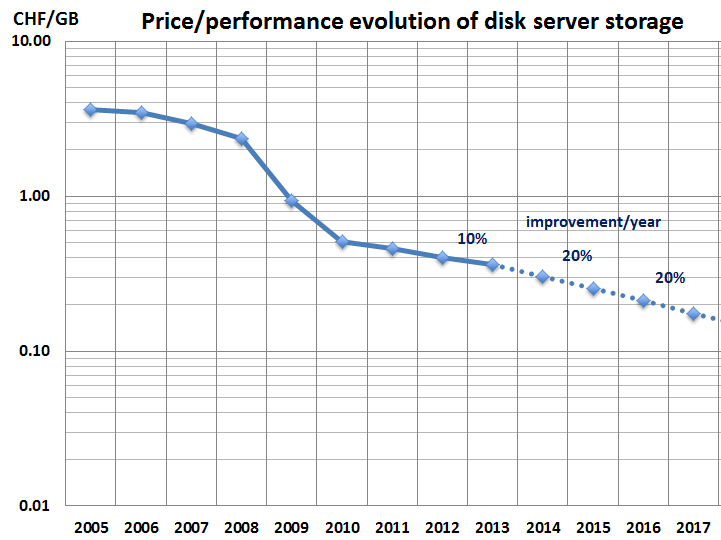 CHF/GB
Price/performance evolution of disk server storage
10.00
1.00
improvement/year
10%
20%
20%
0.10
0.01
2005 2006 2007 2008 2009 2010 2011 2012 2013 2014 2015 2016 2017